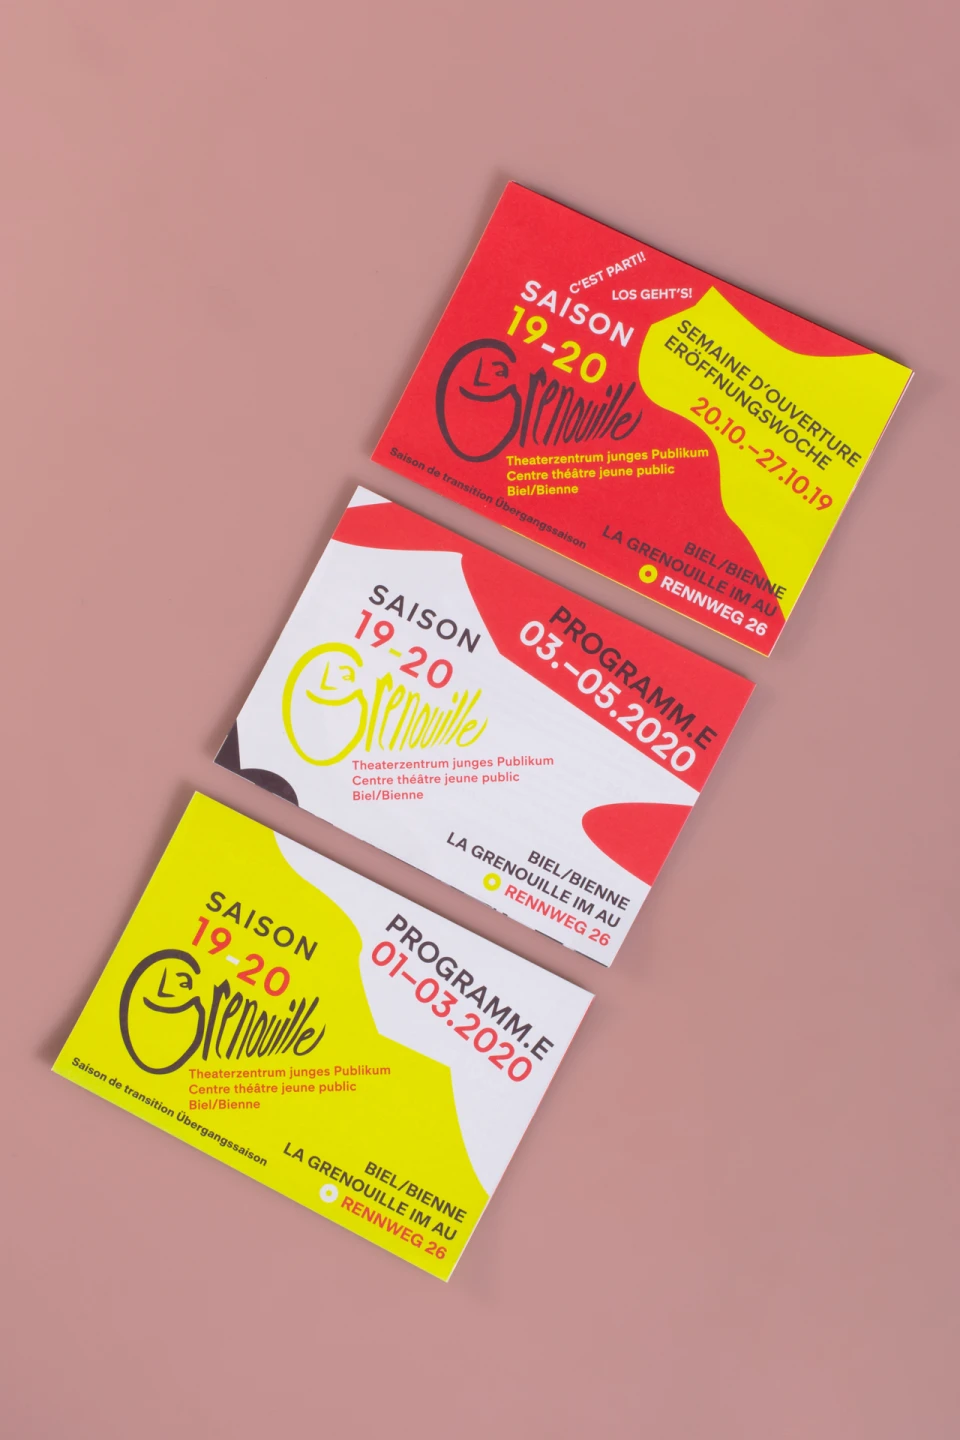 C'EST PARTI!
LOS GEHT'S!
SAISON
19-20
La Grenouille
Theaterzentrum junges Publikum
Centre théâtre jeune public
Biel/Bienne
Saison de transition Übergangssaison
SEMAINE D'OUVERTURE
ERÖFFNUNGSWOCHE
20.10.–27.10.19
BIEL/BIENNE
LA GRENOUILLE IM AU
RENNWEG 26
SAISON
19-20
La Grenouille
Theaterzentrum junges Publikum
Centre théâtre jeune public
Biel/Bienne
PROGRAMM.E
03.–05.2020
BIEL/BIENNE
LA GRENOUILLE IM AU
RENNWEG 26
SAISON
19-20
La Grenouille
Theaterzentrum junges Publikum
Centre théâtre jeune public
Biel/Bienne
Saison de transition Übergangssaison
PROGRAMM.E
01–03.2020
BIEL/BIENNE
LA GRENOUILLE IM AU
RENNWEG 26